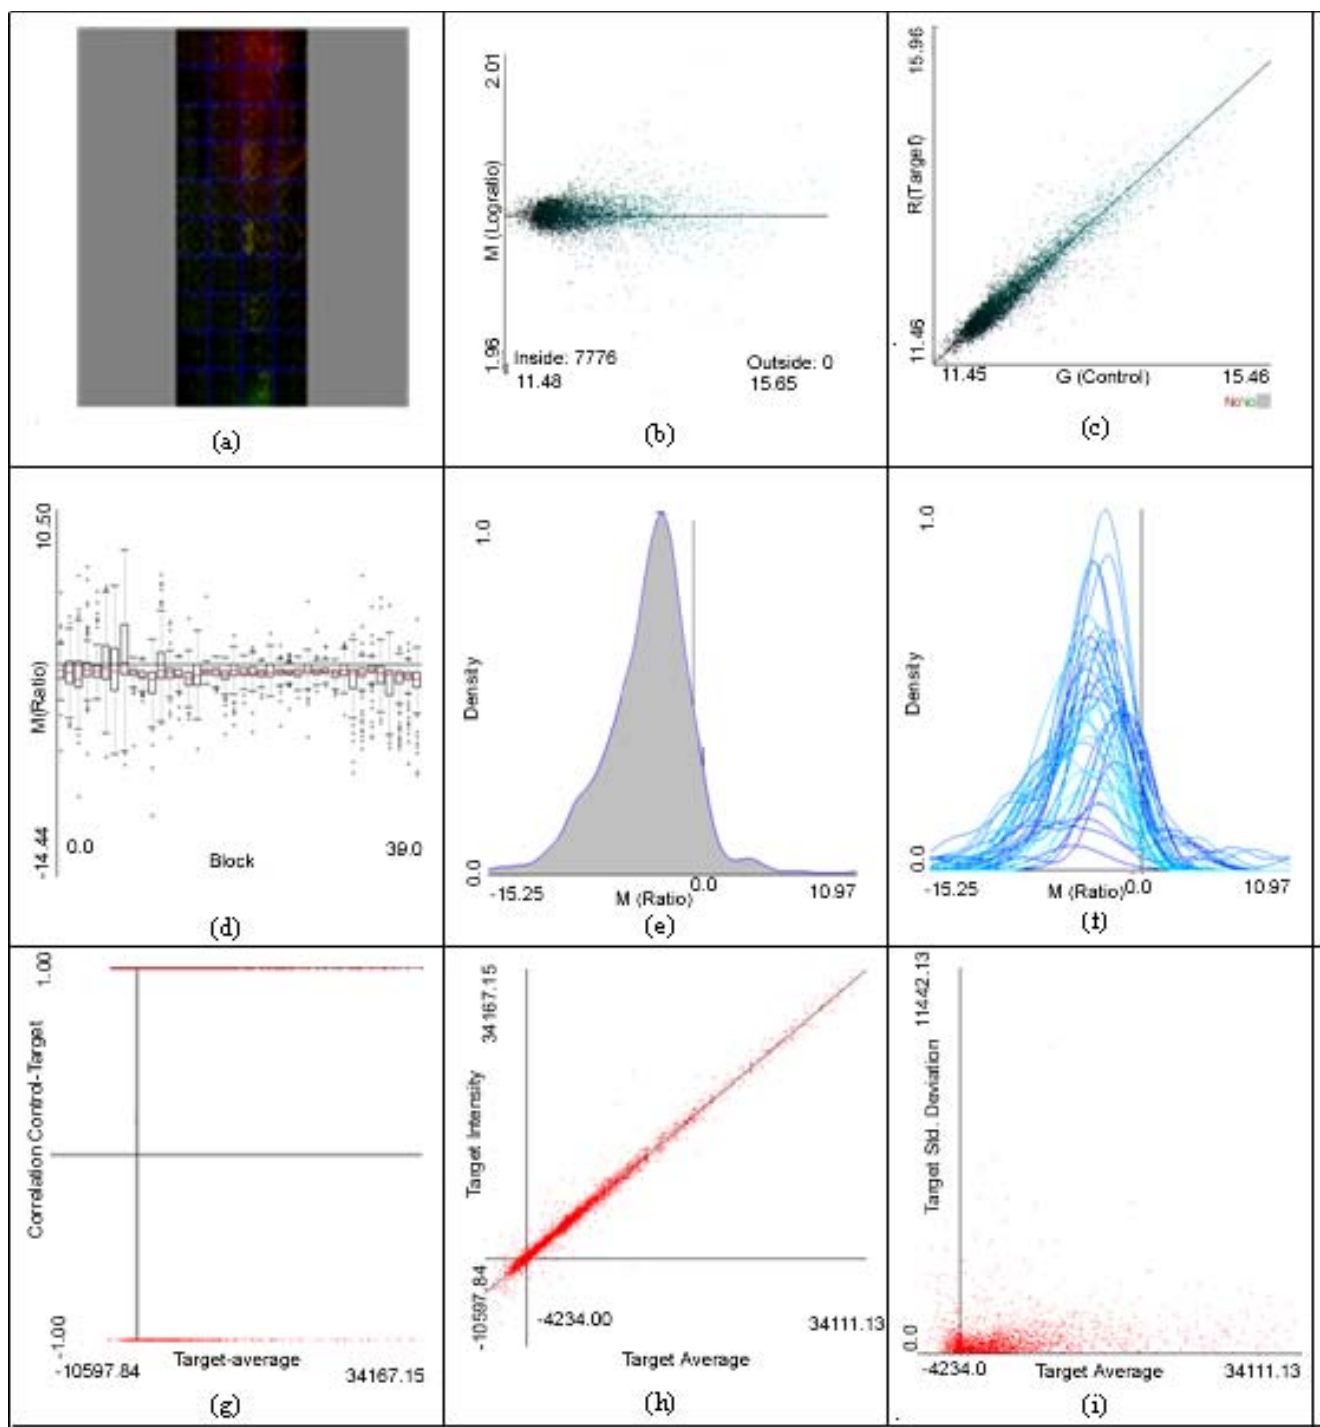 (a)
2.01
M (Logratio)
1.96
Inside: 7776
Outside: 0
11.48
15.65
(b)
15.96
R(Target)
11.46
11.45
G (Control)
15.46
(c)
10.50
M(Ratio)
-14.44
0.0
Block
39.0
(d)
1.0
Density
0.0
-15.25
M (Ratio)
0.0
10.97
(e)
1.0
Density
0.0
-15.25
M (Ratio)
0.0
10.97
(f)
1.00
Correlation Control-Target
-1.00
-10597.84
Target-average
34167.15
(g)
34167.15
Target Intensity
-10597.84
-4234.00
34111.13
Target Average
(h)
11442.13
Target Std. Deviation
0.0
-4234.0
Target Average
34111.13
(i)